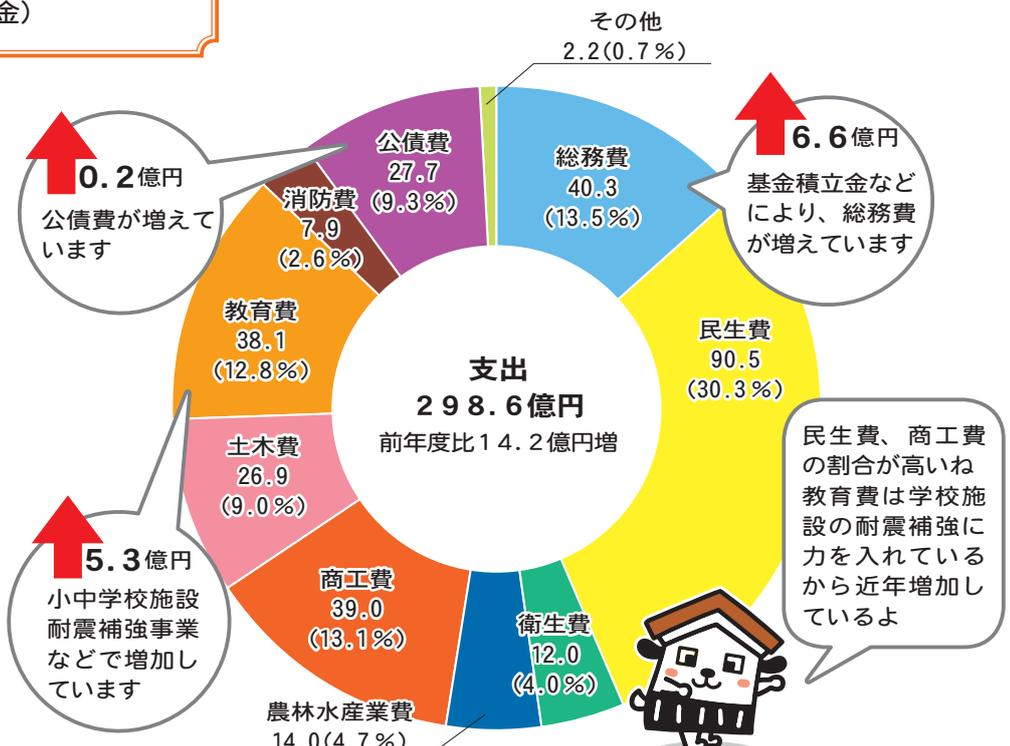 金）
その他
2.2(0.7％)
総務費
40.3
(13.5％)
6.6億円
基金積立金など
により、総務費
が増えています
民生費
90.5
(30.3％)
民生費、商工費
の割合が高いね
教育費は学校施
設の耐震補強に
力を入れている
から近年増加し
ているよ
衛生費
12.0
(4.0％)
農林水産業費
14.0(4.7％)
商工費
39.0
(13.1％)
土木費
26.9
(9.0％)
教育費
38.1
(12.8％)
5.3億円
小中学校施設
耐震補強事業
などで増加し
ています
消防費
7.9
(2.6％)
公債費
27.7
(9.3％)
0.2億円
公債費が増えて
います
支出
２９８.６億円
前年度比１４.２億円増